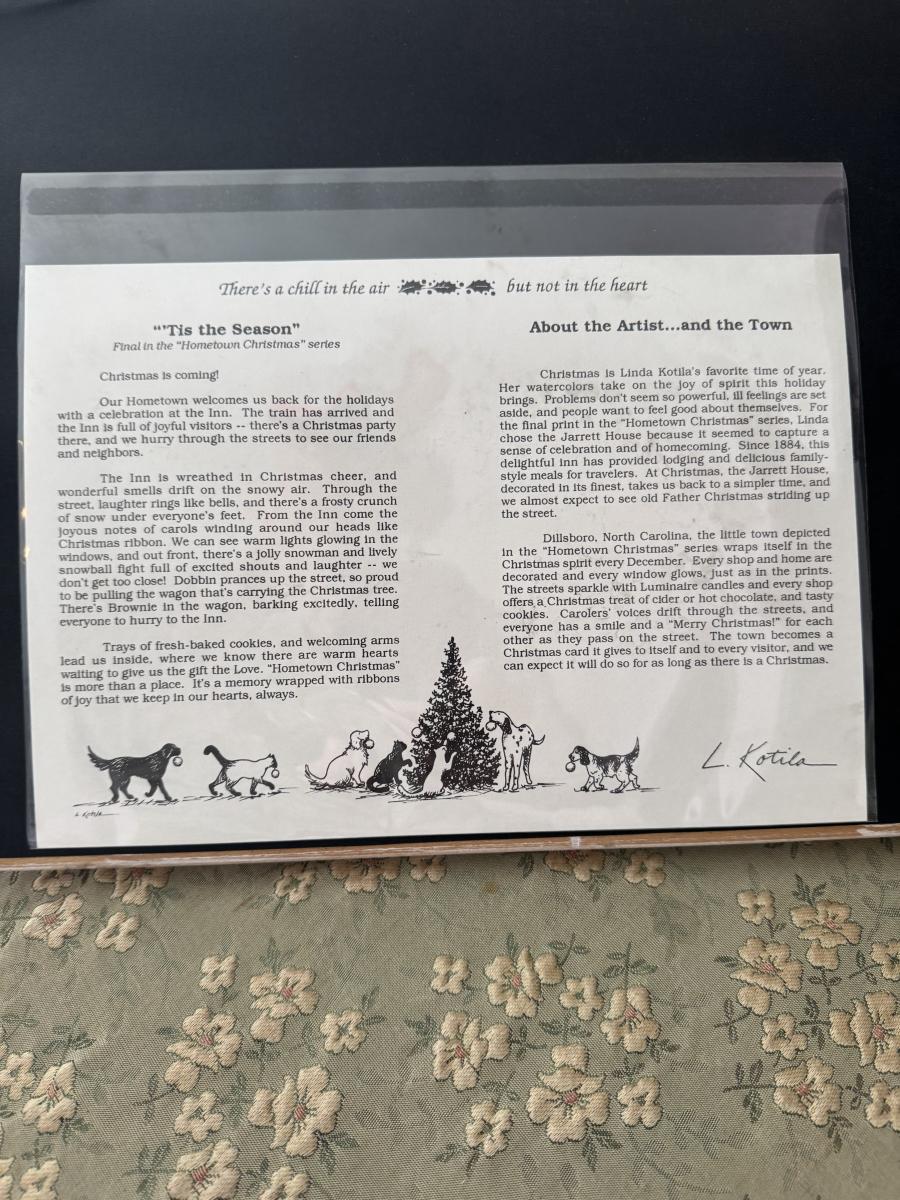 There's a chill in the air but not in the heart
"'Tis the Season"
Final in the "Hometown Christmas" series
Christmas is coming!
Our Hometown welcomes us back for the holidays
with a celebration at the Inn. The train has arrived and
the Inn is full of joyful visitors -- there's a Christmas party
there, and we hurry through the streets to see our friends
and neighbors.
The Inn is wreathed in Christmas cheer, and
wonderful smells drift on the snowy air. Through the
street, laughter rings like bells, and there's a frosty crunch
of snow under everyone's feet. From the Inn come the
joyous notes of carols winding around our heads like
Christmas ribbon. We can see warm lights glowing in the
windows, and out front, there's a jolly snowman and lively
snowball fight full of excited shouts and laughter -- we
don't get too close! Dobbin prances up the street, so proud
to be pulling the wagon that's carrying the Christmas tree.
There's Brownie in the wagon, barking excitedly, telling
everyone to hurry to the Inn.
Trays of fresh-baked cookies, and welcoming arms
lead us inside, where we know there are warm hearts
waiting to give us the gift the Love. "Hometown Christmas"
is more than a place. It's a memory wrapped with ribbons
of joy that we keep in our hearts, always.
About the Artist...and the Town
Christmas is Linda Kotila's favorite time of year.
Her watercolors take on the joy of spirit this holiday
brings. Problems don't seem so powerful, ill feelings are set
aside, and people want to feel good about themselves. For
the final print in the "Hometown Christmas" series, Linda
chose the Jarrett House because it seemed to capture a
sense of celebration and of homecoming. Since 1884, this
delightful inn has provided lodging and delicious family-
style meals for travelers. At Christmas, the Jarrett House,
decorated in its finest, takes us back to a simpler time, and
we almost expect to see old Father Christmas striding up
the street.
Dillsboro, North Carolina, the little town depicted
in the "Hometown Christmas" series wraps itself in the
Christmas spirit every December. Every shop and home are
decorated and every window glows, just as in the prints.
The streets sparkle with Luminaire candles and every shop
offers a Christmas treat of cider or hot chocolate, and tasty
cookies. Carolers' voices drift through the streets, and
everyone has a smile and a "Merry Christmas!" for each
other as they pass on the street. The town becomes a
Christmas card it gives to itself and to every visitor, and we
can expect it will do so for as long as there is a Christmas.
L. Kotila
L. Kotila